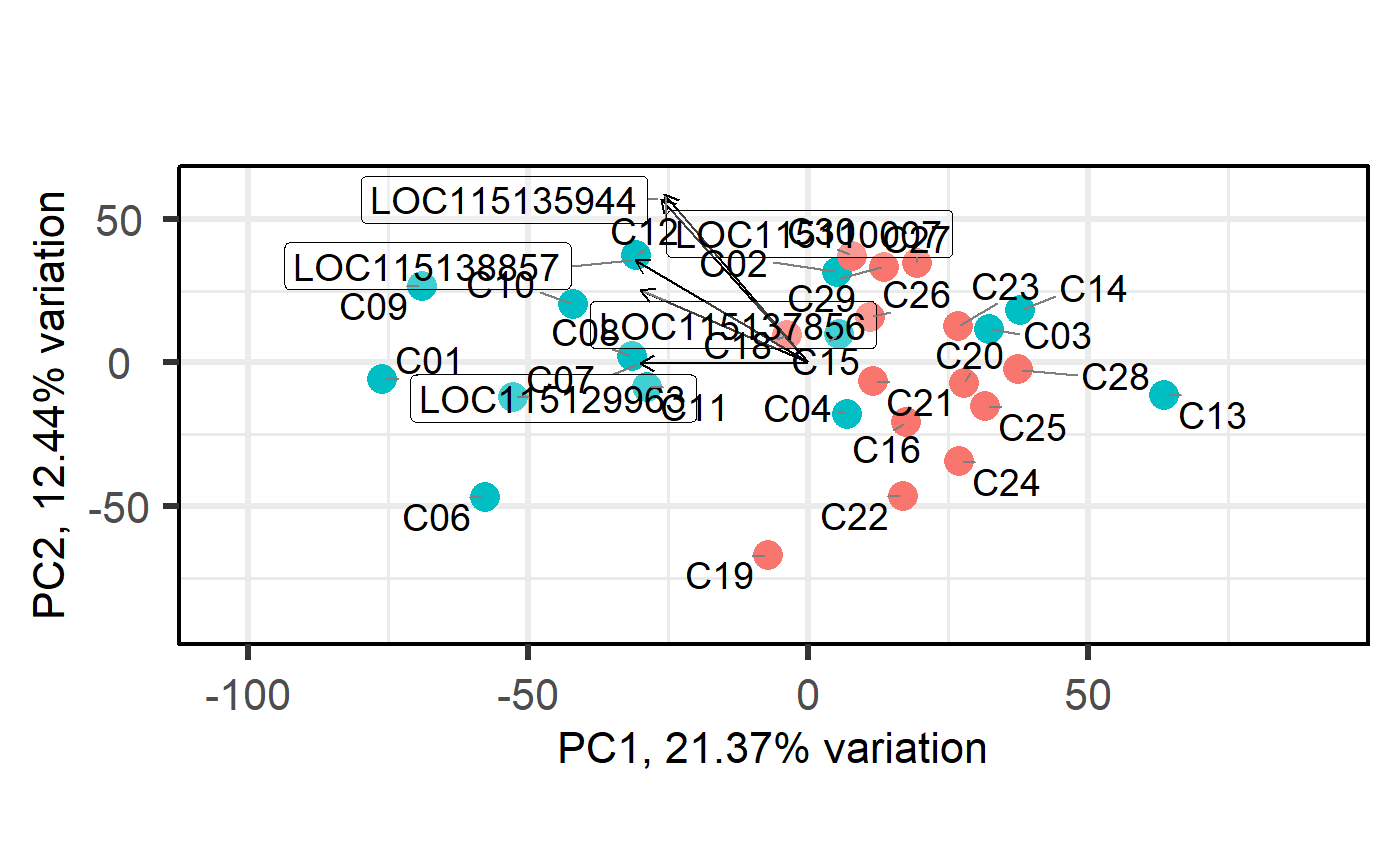 LOC115135944
C12
C30
LOC115110007
C27
C02
LOC115138857
C10
C09
C29
C26
C23
C14
C08
LOC115137856
C18
C15
C03
C20
C01
C07
LOC115129963
C11
C04
C21
C28
C13
C16
C25
C24
C06
C22
C19
50
0
-50
-100
-50
0
50
PC1, 21.37% variation
PC2, 12.44% variation